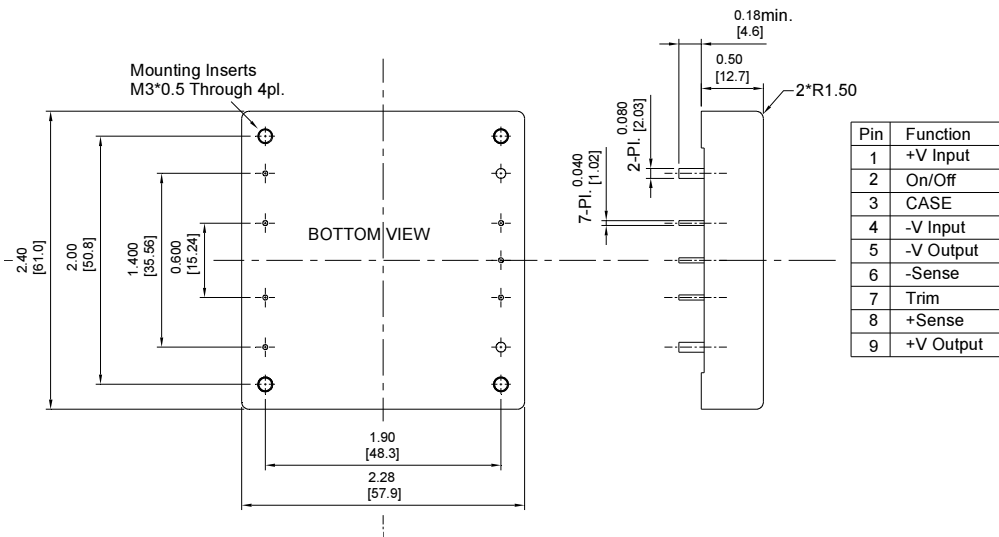 0.18min.
[4.6]
0.50
[12.7]
2*R1.50
Mounting Inserts
M3*0.5 Through 4pl.
2-Pl. 0.080
[2.03]
7-Pl. 0.040
[1.02]
2.40
[61.0]
2.00
[50.8]
1.400
[35.56]
0.600
[15.24]
BOTTOM VIEW
1.90
[48.3]
2.28
[57.9]
Pin Function
1 +V Input
2 On/Off
3 CASE
4 -V Input
5 -V Output
6 -Sense
7 Trim
8 +Sense
9 +V Output